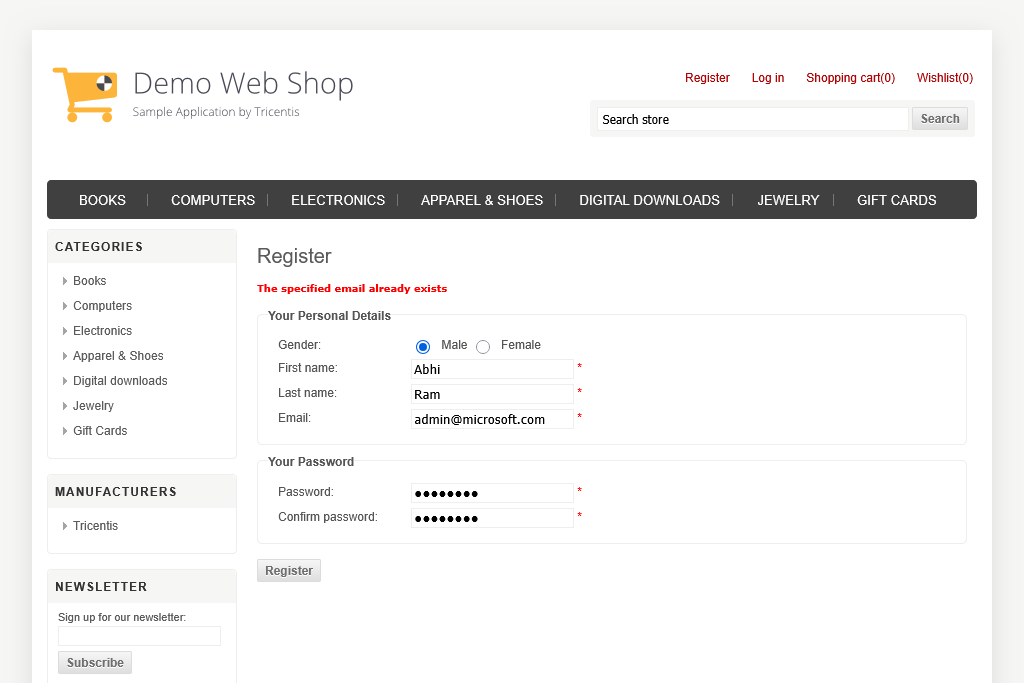 Demo Web Shop
Sample Application by Tricentis
Register Log in Shopping cart(0) Wishlist(0)
Search store Search
BOOKS COMPUTERS ELECTRONICS APPAREL & SHOES DIGITAL DOWNLOADS JEWELRY GIFT CARDS
CATEGORIES
Books
Computers
Electronics
Apparel & Shoes
Digital downloads
Jewelry
Gift Cards
MANUFACTURERS
Tricentis
NEWSLETTER
Sign up for our newsletter:
Subscribe
Register
The specified email already exists
Your Personal Details
Gender: Male Female
First name: Abhi *
Last name: Ram *
Email: admin@microsoft.com *
Your Password
Password: ●●●●●●●● *
Confirm password: ●●●●●●●● *
Register